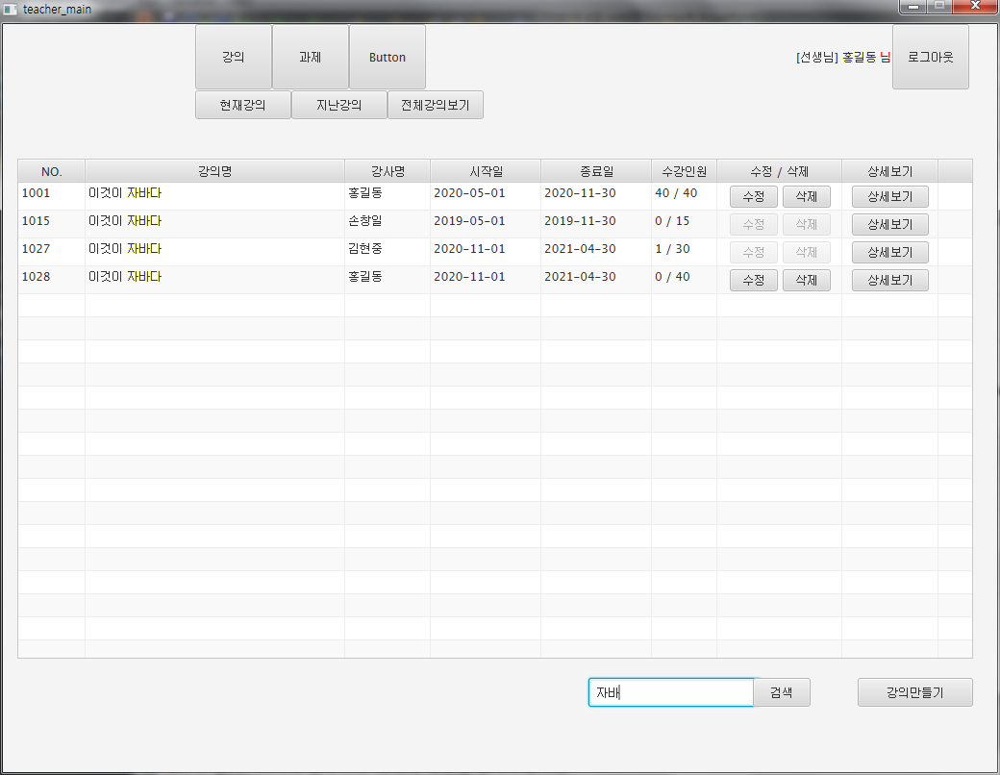 teacher_main
강의 과제 Button [선생님] 홍길동 님 로그아웃
현재강의 지난강의 전체강의보기
NO. 강의명 강사명 시작일 종료일 수강인원 수정 / 삭제 상세보기
1001 이것이 자바다 홍길동 2020-05-01 2020-11-30 40 / 40 수정 삭제 상세보기
1015 이것이 자바다 손창일 2019-05-01 2019-11-30 0 / 15 수정 삭제 상세보기
1027 이것이 자바다 김현중 2020-11-01 2021-04-30 1 / 30 수정 삭제 상세보기
1028 이것이 자바다 홍길동 2020-11-01 2021-04-30 0 / 40 수정 삭제 상세보기
자바 검색 강의만들기